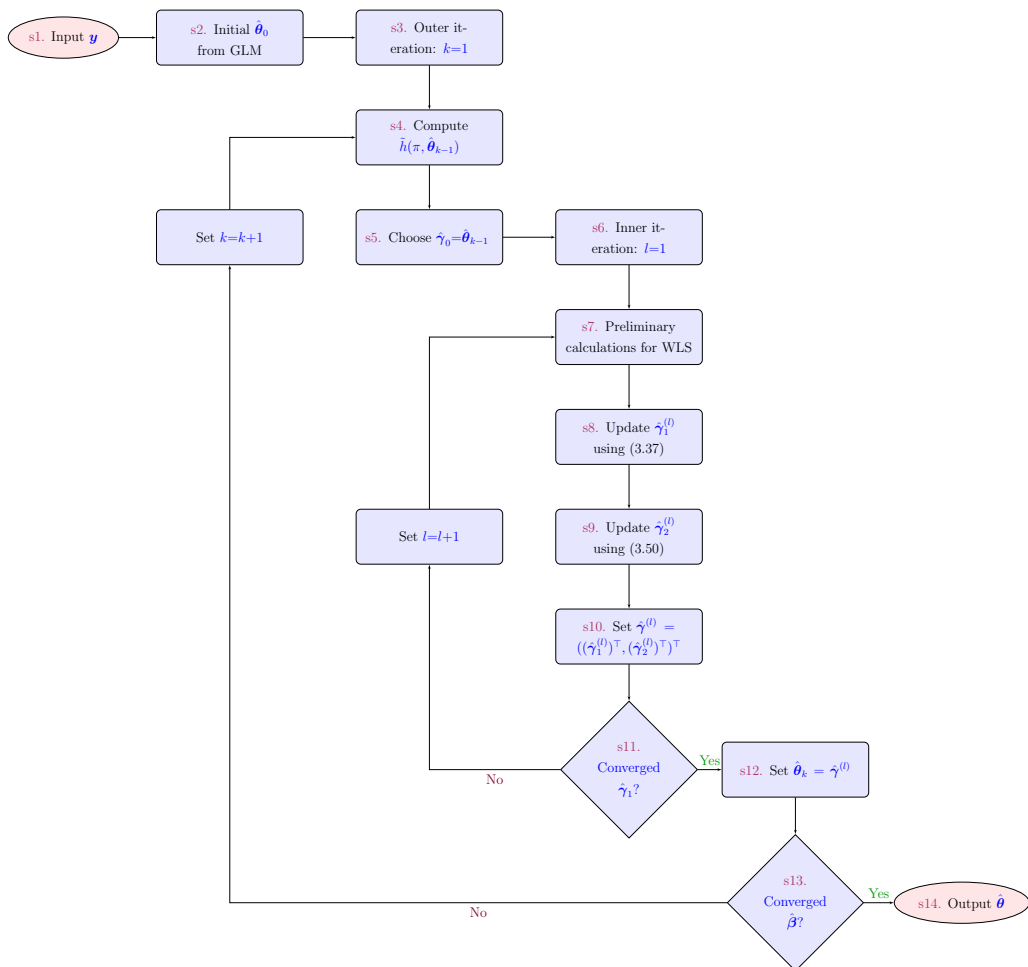 s1. Input 𝒚
s2. Initial θ̂₀
from GLM
s3. Outer it-
eration: k=1
s4. Compute
h̃(π, θ̂ₖ₋₁)
Set k=k+1
s5. Choose γ̂₀=θ̂ₖ₋₁
s6. Inner it-
eration: l=1
s7. Preliminary
calculations for WLS
s8. Update γ̂₁⁽ˡ⁾
using (3.37)
Set l=l+1
s9. Update γ̂₂⁽ˡ⁾
using (3.50)
s10. Set γ̂⁽ˡ⁾ =
((γ̂₁⁽ˡ⁾)⊤, (γ̂₂⁽ˡ⁾)⊤)⊤
s11.
Converged
γ̂₁?
No
Yes
s12. Set θ̂ₖ = γ̂⁽ˡ⁾
s13.
Converged
β̂?
No
Yes
s14. Output θ̂